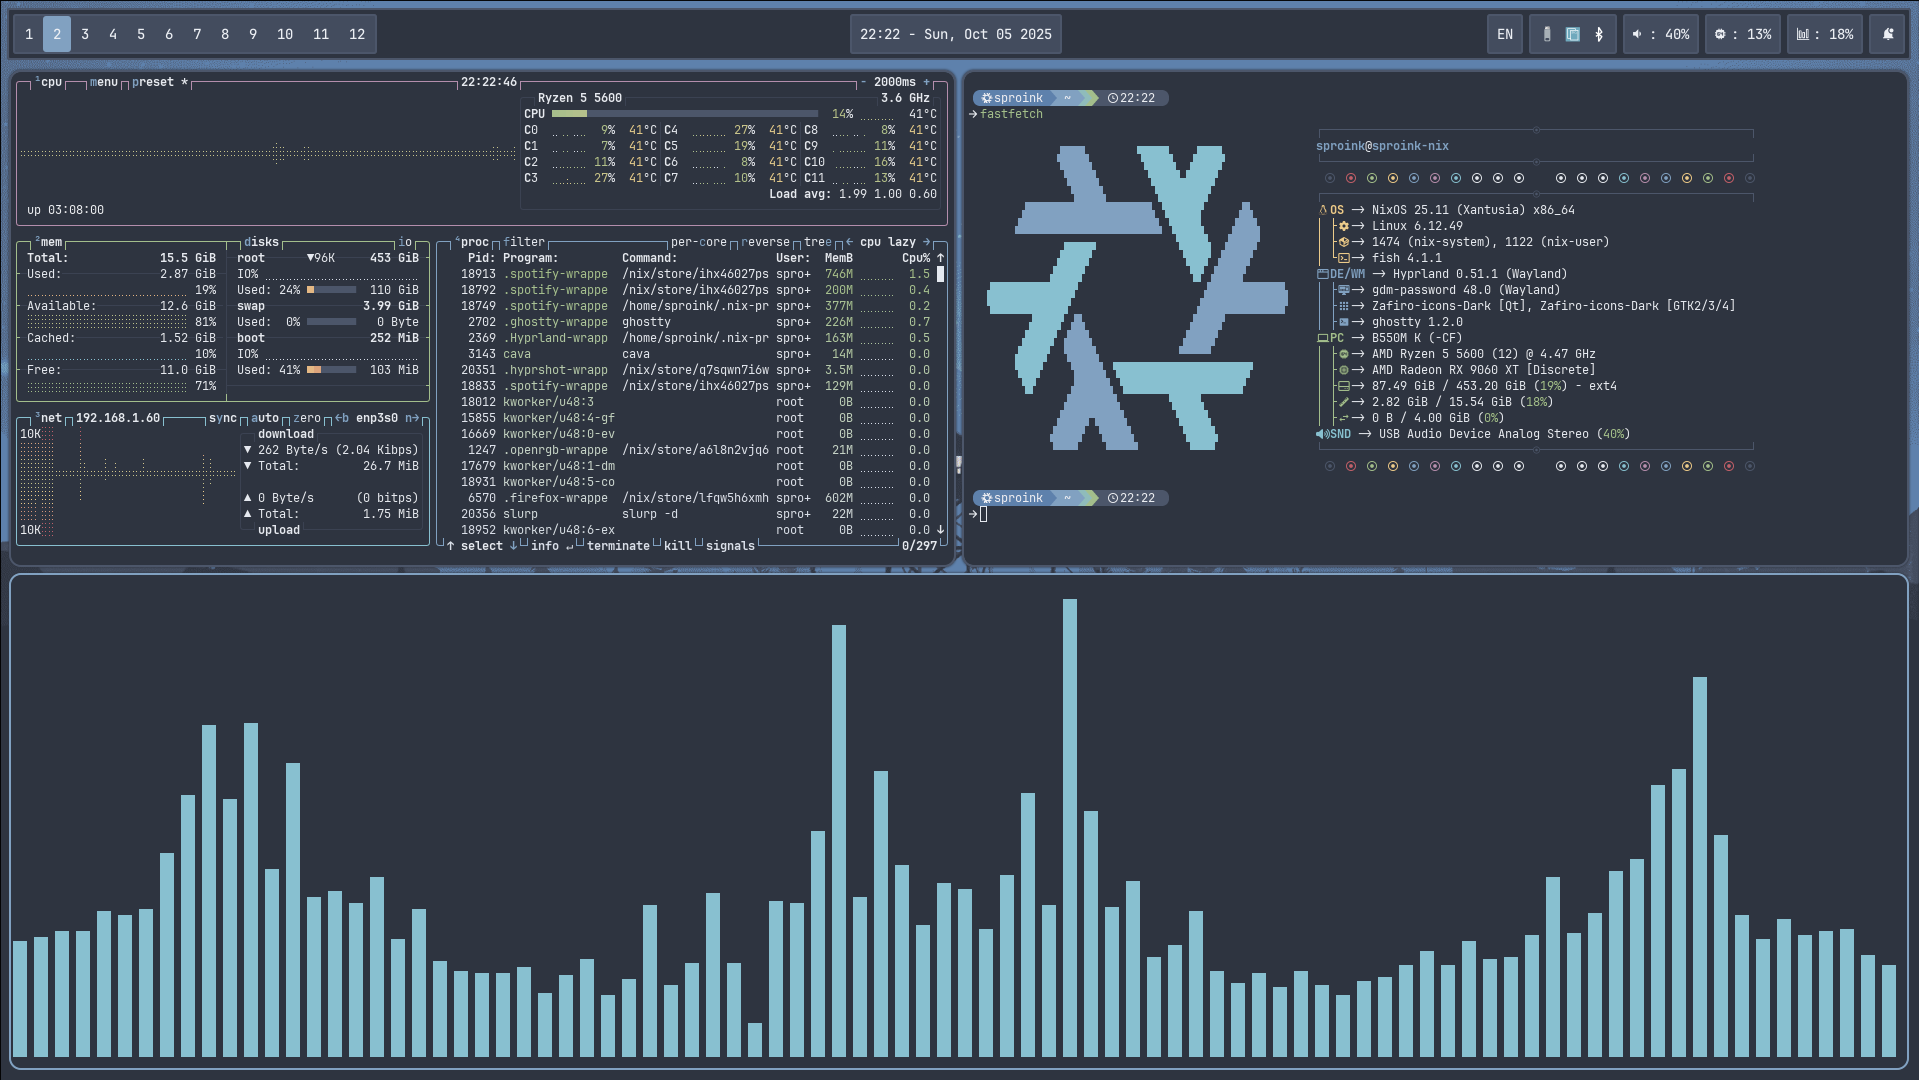 1 2 3 4 5 6 7 8 9 10 11 12
22:22 - Sun, Oct 05 2025
EN : 40% : 13% : 18%
1cpu menu preset * 22:22:46 - 2000ms +
Ryzen 5 5600 3.6 GHz
CPU 14% 41°C
C0 9% 41°C C4 27% 41°C C8 8% 41°C
C1 7% 41°C C5 19% 41°C C9 11% 41°C
C2 11% 41°C C6 8% 41°C C10 16% 41°C
C3 27% 41°C C7 10% 41°C C11 13% 41°C
Load avg: 1.99 1.00 0.60
up 03:08:00
2mem disks io
Total: 15.5 GiB root ▼96K 453 GiB
Used: 2.87 GiB IO%
19% Used: 24% 110 GiB
Available: 12.6 GiB swap 3.99 GiB
81% Used: 0% 0 Byte
Cached: 1.52 GiB boot 252 MiB
10% IO%
Free: 11.0 GiB Used: 41% 103 MiB
71%
3net 192.168.1.60 sync auto zero ←b enp3s0 n→
10K download
▼ 262 Byte/s (2.04 Kibps)
▼ Total: 26.7 MiB
▲ 0 Byte/s (0 bitps)
▲ Total: 1.75 MiB
10K upload
4proc filter per-core reverse tree ← cpu lazy →
Pid: Program: Command: User: MemB Cpu% ↑
18913 .spotify-wrappe /nix/store/ihx46027ps spro+ 746M 1.5
18792 .spotify-wrappe /nix/store/ihx46027ps spro+ 200M 0.4
18749 .spotify-wrappe /home/sproink/.nix-pr spro+ 377M 0.2
2702 .ghostty-wrappe ghostty spro+ 226M 0.7
2369 .Hyprland-wrapp /home/sproink/.nix-pr spro+ 163M 0.5
3143 cava cava spro+ 14M 0.0
20351 .hyprshot-wrapp /nix/store/q7sqwn7i6w spro+ 3.5M 0.0
18833 .spotify-wrappe /nix/store/ihx46027ps spro+ 129M 0.0
18012 kworker/u48:3 root 0B 0.0
15855 kworker/u48:4-gf root 0B 0.0
16669 kworker/u48:0-ev root 0B 0.0
1247 .openrgb-wrappe /nix/store/a6l8n2vjq6 root 21M 0.0
17679 kworker/u48:1-dm root 0B 0.0
18931 kworker/u48:5-co root 0B 0.0
6570 .firefox-wrappe /nix/store/lfqw5h6xmh spro+ 602M 0.0
20356 slurp slurp -d spro+ 22M 0.0
18952 kworker/u48:6-ex root 0B 0.0 ↓
↑ select ↓ info ↵ terminate kill signals 0/297
sproink ~ 22:22
→ fastfetch
sproink@sproink-nix
OS → NixOS 25.11 (Xantusia) x86_64
→ Linux 6.12.49
→ 1474 (nix-system), 1122 (nix-user)
→ fish 4.1.1
DE/WM → Hyprland 0.51.1 (Wayland)
→ gdm-password 48.0 (Wayland)
→ Zafiro-icons-Dark [Qt], Zafiro-icons-Dark [GTK2/3/4]
→ ghostty 1.2.0
PC → B550M K (-CF)
→ AMD Ryzen 5 5600 (12) @ 4.47 GHz
→ AMD Radeon RX 9060 XT [Discrete]
→ 87.49 GiB / 453.20 GiB (19%) - ext4
→ 2.82 GiB / 15.54 GiB (18%)
→ 0 B / 4.00 GiB (0%)
SND → USB Audio Device Analog Stereo (40%)
sproink ~ 22:22
→